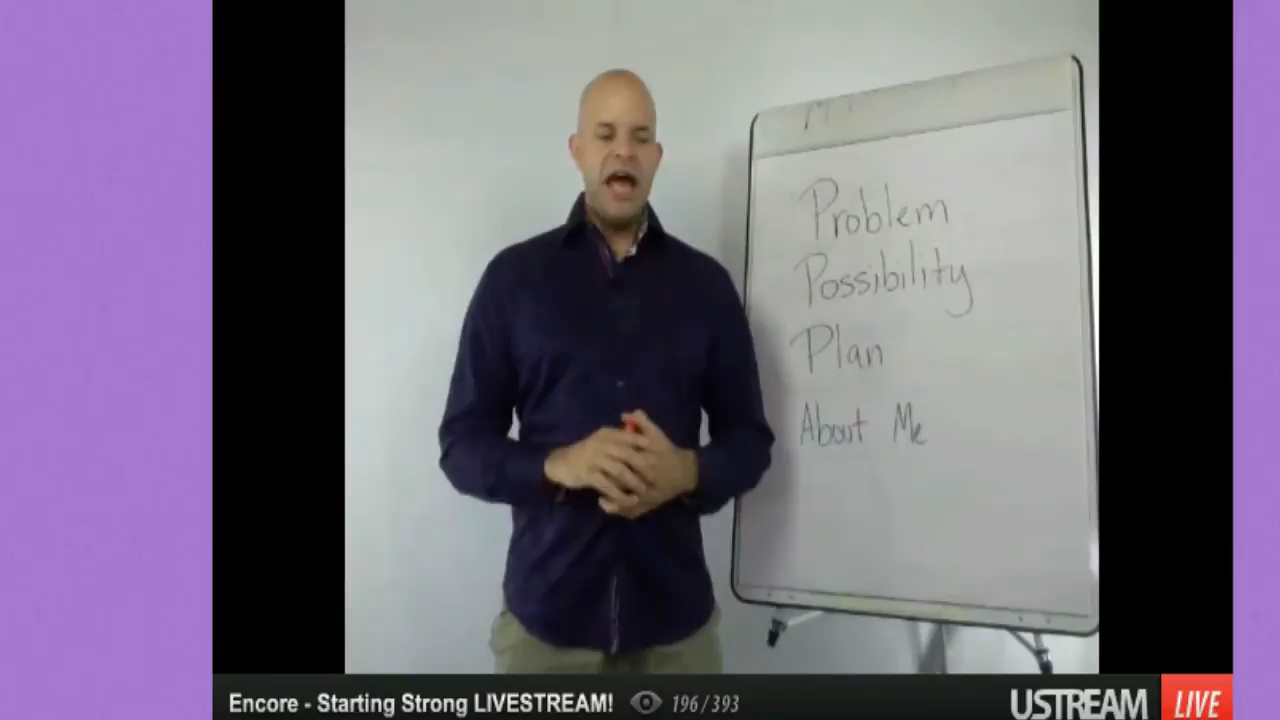 Problem
Possibility
Plan
About Me
Encore - Starting Strong LIVESTREAM! 196/393 USTREAM LIVE